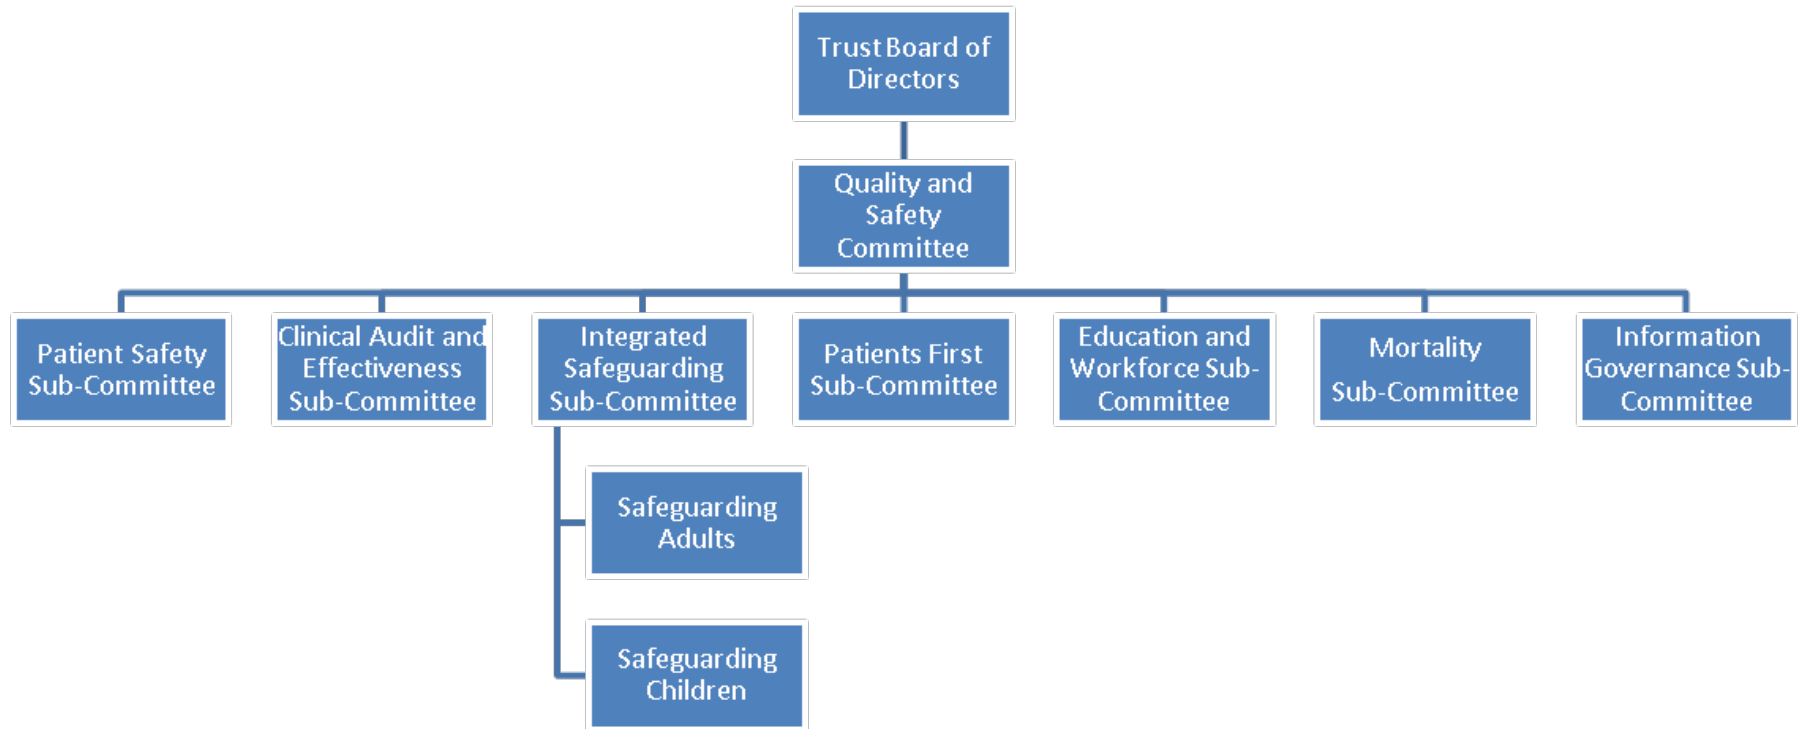 Trust Board of
Directors
Quality and
Safety
Committee
Patient Safety
Sub-Committee
Clinical Audit and
Effectiveness
Sub-Committee
Integrated
Safeguarding
Sub-Committee
Patients First
Sub-Committee
Education and
Workforce Sub-
Committee
Mortality
Sub-Committee
Information
Governance Sub-
Committee
Safeguarding
Adults
Safeguarding
Children